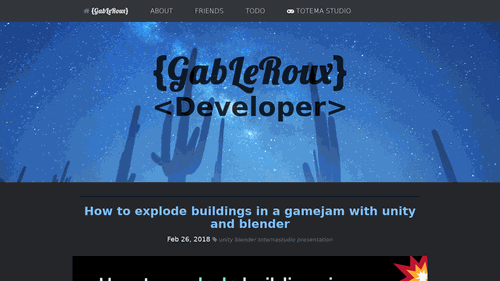 {GabLeRoux} ABOUT FRIENDS TODO TOTEMA STUDIO
{GabLeRoux}
<Developer>
How to explode buildings in a gamejam with unity
and blender
Feb 26, 2018 unity blender totemastudio presentation